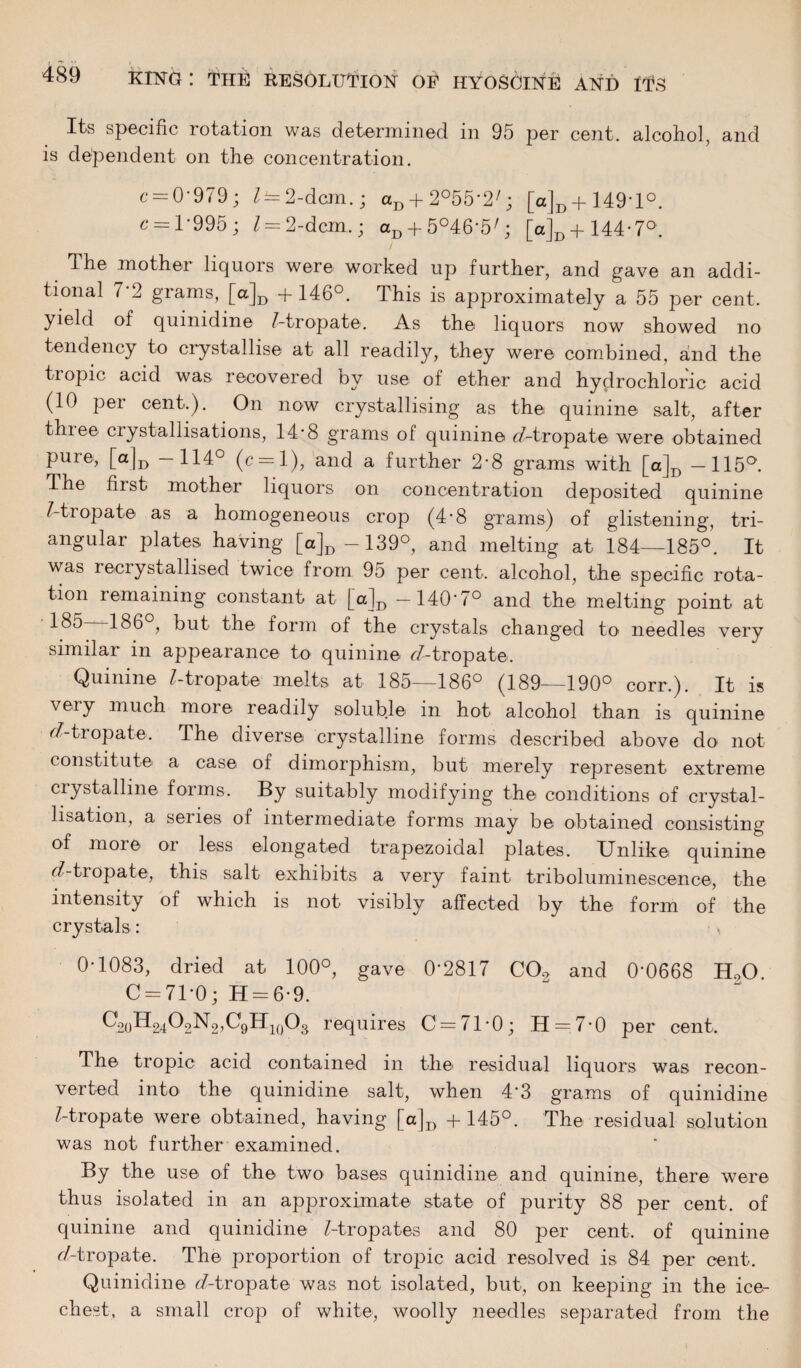 489 KING : THE RESOLUTION OF HYOSCINE AND ITS
Its specific rotation was determined in 95 per cent. alcohol, and
is dependent on the concentration.
c = 0·979; l = 2-dcm.; αD + 2°55·2′; [α]D + 149·1°.
c = 1·995; l = 2-dcm.; αD + 5°46·5′; [α]D + 144·7°.
The mother liquors were worked up further, and gave an addi-
tional 7·2 grams, [α]D + 146°. This is approximately a 55 per cent.
yield of quinidine l-tropate. As the liquors now showed no
tendency to crystallise at all readily, they were combined, and the
tropic acid was recovered by use of ether and hydrochloric acid
(10 per cent.). On now crystallising as the quinine salt, after
three crystallisations, 14·8 grams of quinine d-tropate were obtained
pure, [α]D − 114° (c = 1), and a further 2·8 grams with [α]D − 115°.
The first mother liquors on concentration deposited quinine
l-tropate as a homogeneous crop (4·8 grams) of glistening, tri-
angular plates having [α]D − 139°, and melting at 184—185°. It
was recrystallised twice from 95 per cent. alcohol, the specific rota-
tion remaining constant at [α]D − 140·7° and the melting point at
185—186°, but the form of the crystals changed to needles very
similar in appearance to quinine d-tropate.
Quinine l-tropate melts at 185—186° (189—190° corr.). It is
very much more readily soluble in hot alcohol than is quinine
d-tropate. The diverse crystalline forms described above do not
constitute a case of dimorphism, but merely represent extreme
crystalline forms. By suitably modifying the conditions of crystal-
lisation, a series of intermediate forms may be obtained consisting
of more or less elongated trapezoidal plates. Unlike quinine
d-tropate, this salt exhibits a very faint triboluminescence, the
intensity of which is not visibly affected by the form of the
crystals:
0·1083, dried at 100°, gave 0·2817 CO₂ and 0·0668 H₂O.
C = 71·0; H = 6·9.
C₂₀H₂₄O₂N₂,C₉H₁₀O₃ requires C = 71·0; H = 7·0 per cent.
The tropic acid contained in the residual liquors was recon-
verted into the quinidine salt, when 4·3 grams of quinidine
l-tropate were obtained, having [α]D + 145°. The residual solution
was not further examined.
By the use of the two bases quinidine and quinine, there were
thus isolated in an approximate state of purity 88 per cent. of
quinine and quinidine l-tropates and 80 per cent. of quinine
d-tropate. The proportion of tropic acid resolved is 84 per cent.
Quinidine d-tropate was not isolated, but, on keeping in the ice-
chest, a small crop of white, woolly needles separated from the